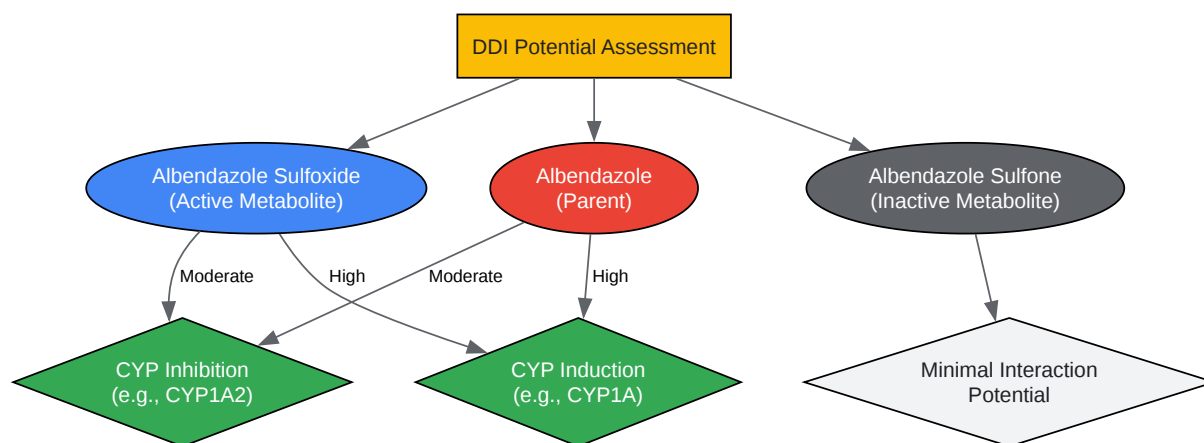 DDI Potential Assessment
Albendazole Sulfoxide
(Active Metabolite)
Albendazole
(Parent)
Albendazole Sulfone
(Inactive Metabolite)
Moderate
High
Moderate
High
CYP Inhibition
(e.g., CYP1A2)
CYP Induction
(e.g., CYP1A)
Minimal Interaction
Potential